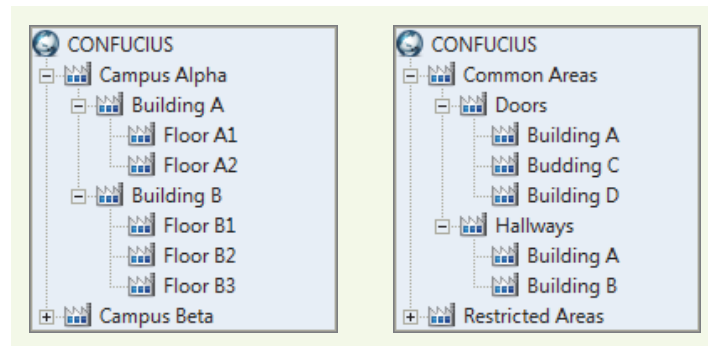 CONFUCIUS
Campus Alpha
Building A
Floor A1
Floor A2
Building B
Floor B1
Floor B2
Floor B3
Campus Beta
CONFUCIUS
Common Areas
Doors
Building A
Budding C
Building D
Hallways
Building A
Building B
Restricted Areas